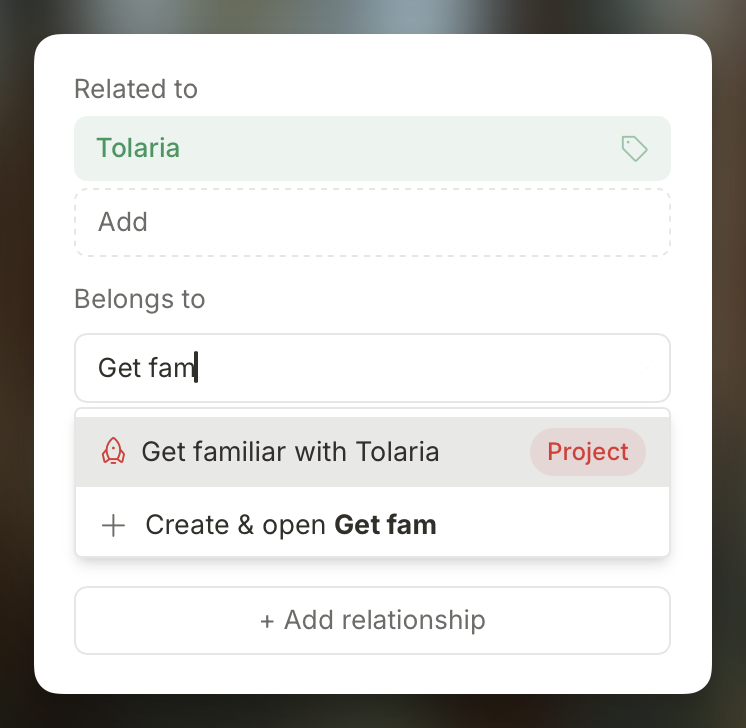 Related to
Tolaria
Add
Belongs to
Get fam
Get familiar with Tolaria Project
Create & open Get fam
+ Add relationship